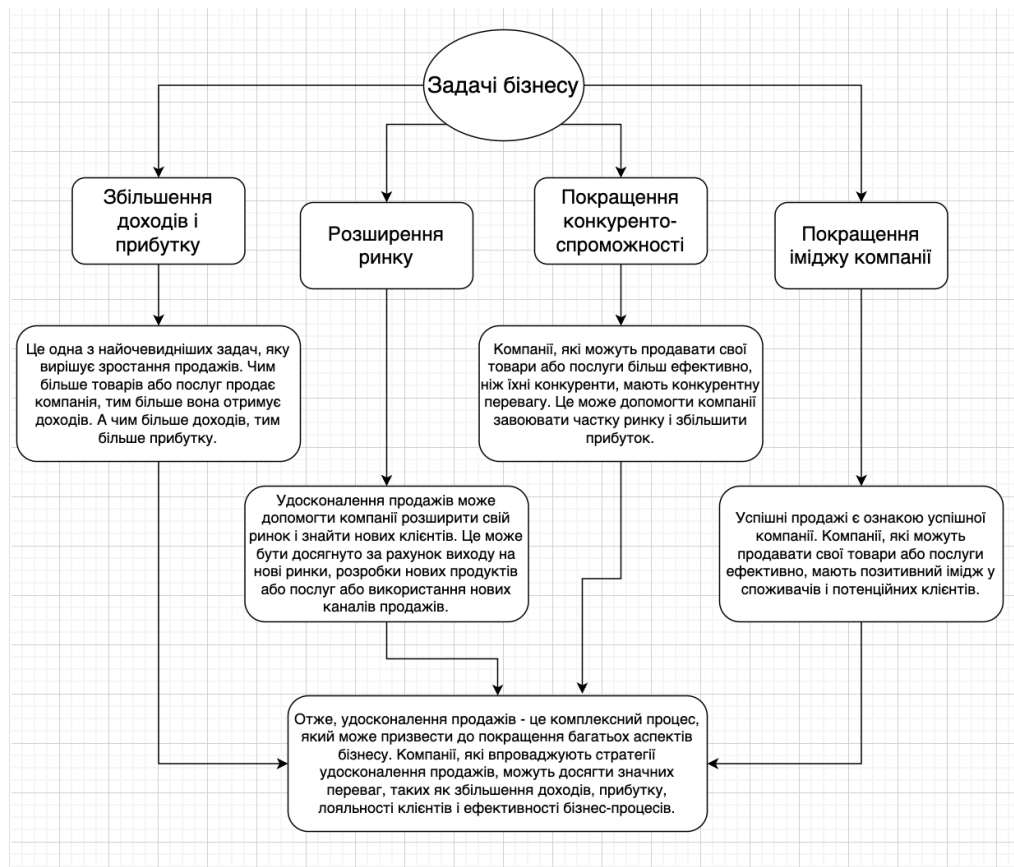 Задачі бізнесу
Збільшення
доходів і
прибутку
Розширення
ринку
Покращення
конкуренто-
спроможності
Покращення
іміджу компанії
Це одна з найочевидніших задач, яку
вирішує зростання продажів. Чим
більше товарів або послуг продає
компанія, тим більше вона отримує
доходів. А чим більше доходів, тим
більше прибутку.
Компанії, які можуть продавати свої
товари або послуги більш ефективно,
ніж їхні конкуренти, мають конкурентну
перевагу. Це може допомогти компанії
завоювати частку ринку і збільшити
прибуток.
Удосконалення продажів може
допомогти компанії розширити свій
ринок і знайти нових клієнтів. Це може
бути досягнуто за рахунок виходу на
нові ринки, розробки нових продуктів
або послуг або використання нових
каналів продажів.
Успішні продажі є ознакою успішної
компанії. Компанії, які можуть
продавати свої товари або послуги
ефективно, мають позитивний імідж у
споживачів і потенційних клієнтів.
Отже, удосконалення продажів - це комплексний процес,
який може призвести до покращення багатьох аспектів
бізнесу. Компанії, які впроваджують стратегії
удосконалення продажів, можуть досягти значних
переваг, таких як збільшення доходів, прибутку,
лояльності клієнтів і ефективності бізнес-процесів.